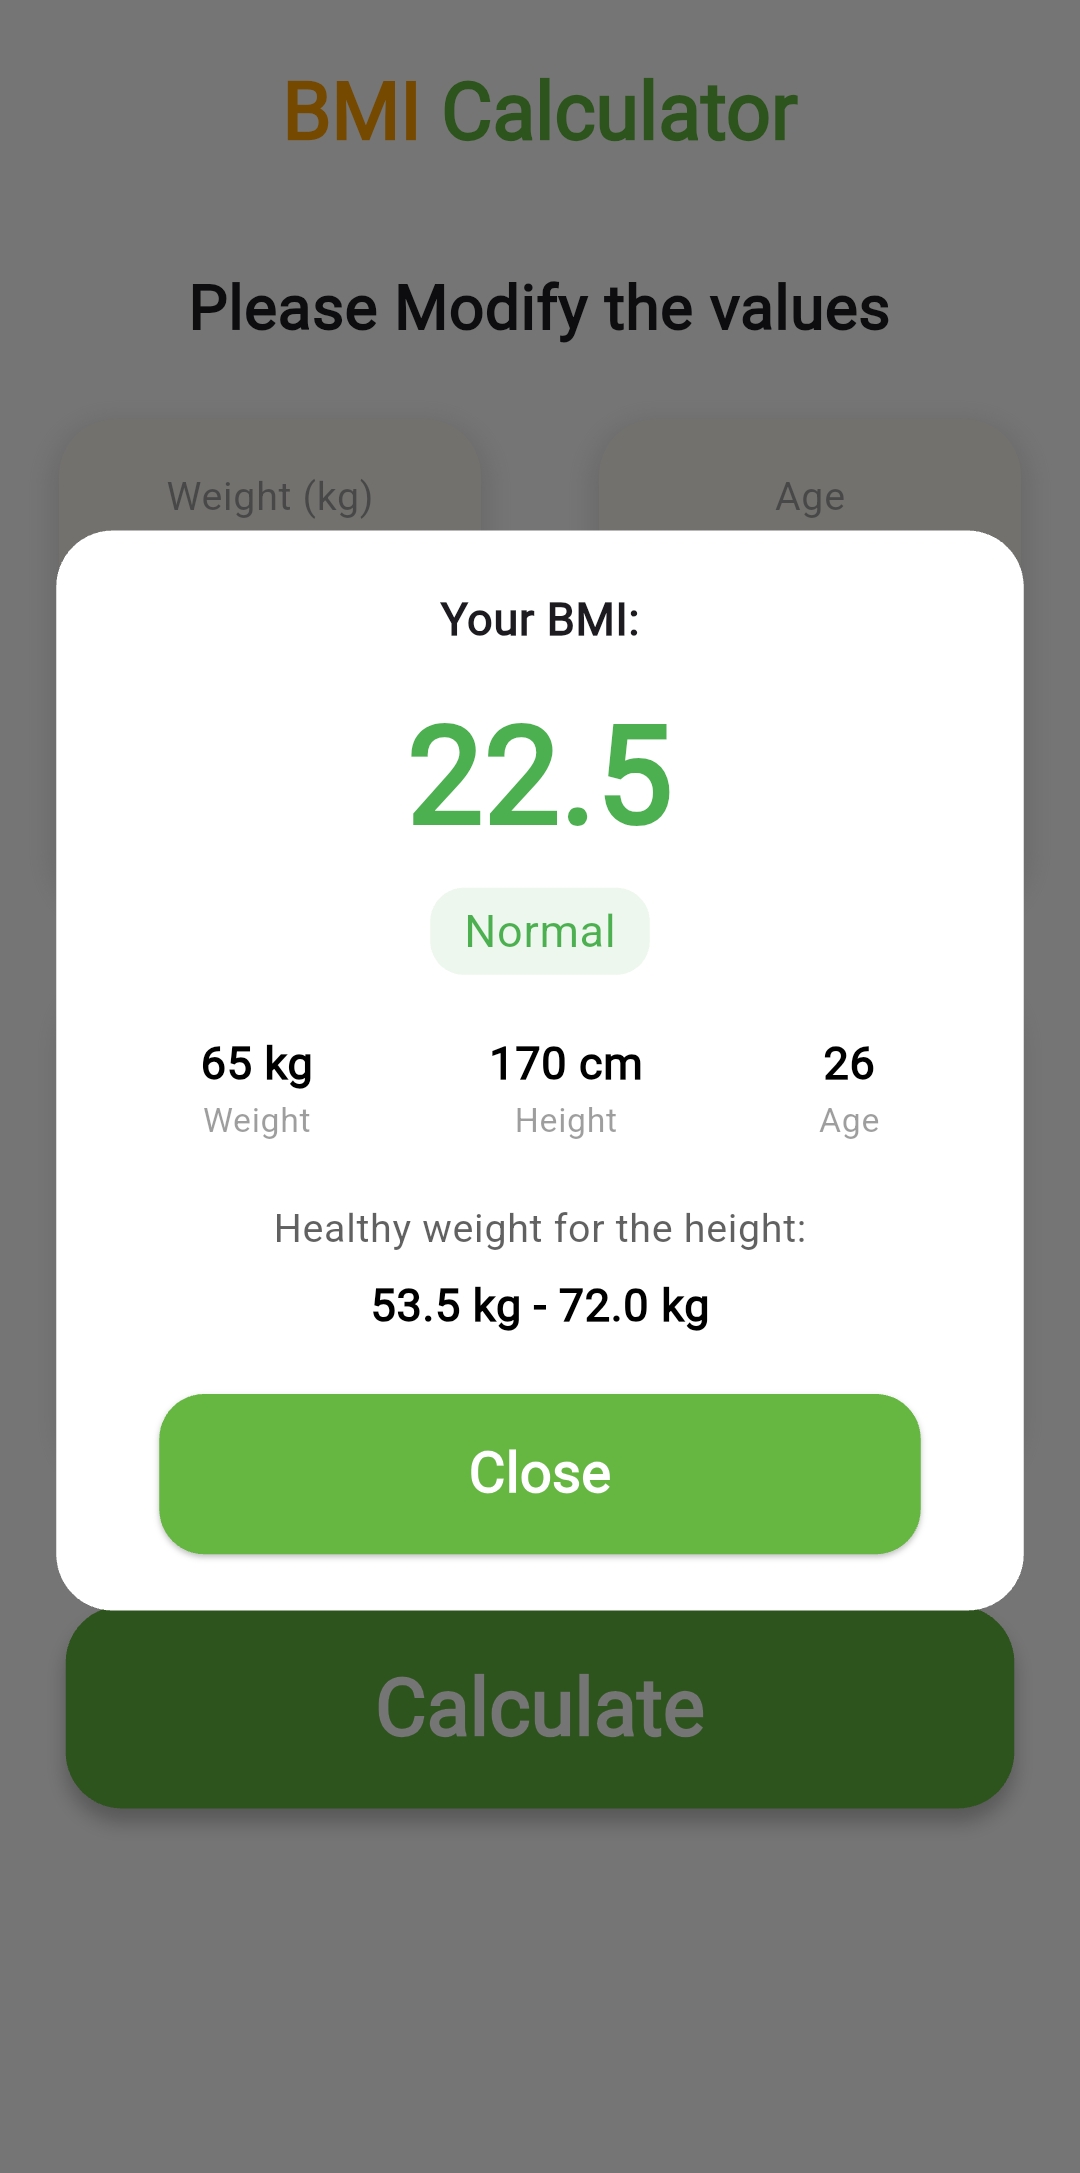 BMI Calculator
Please Modify the values
Weight (kg) Age
Your BMI:
22.5
Normal
65 kg 170 cm 26
Weight Height Age
Healthy weight for the height:
53.5 kg - 72.0 kg
Close
Calculate